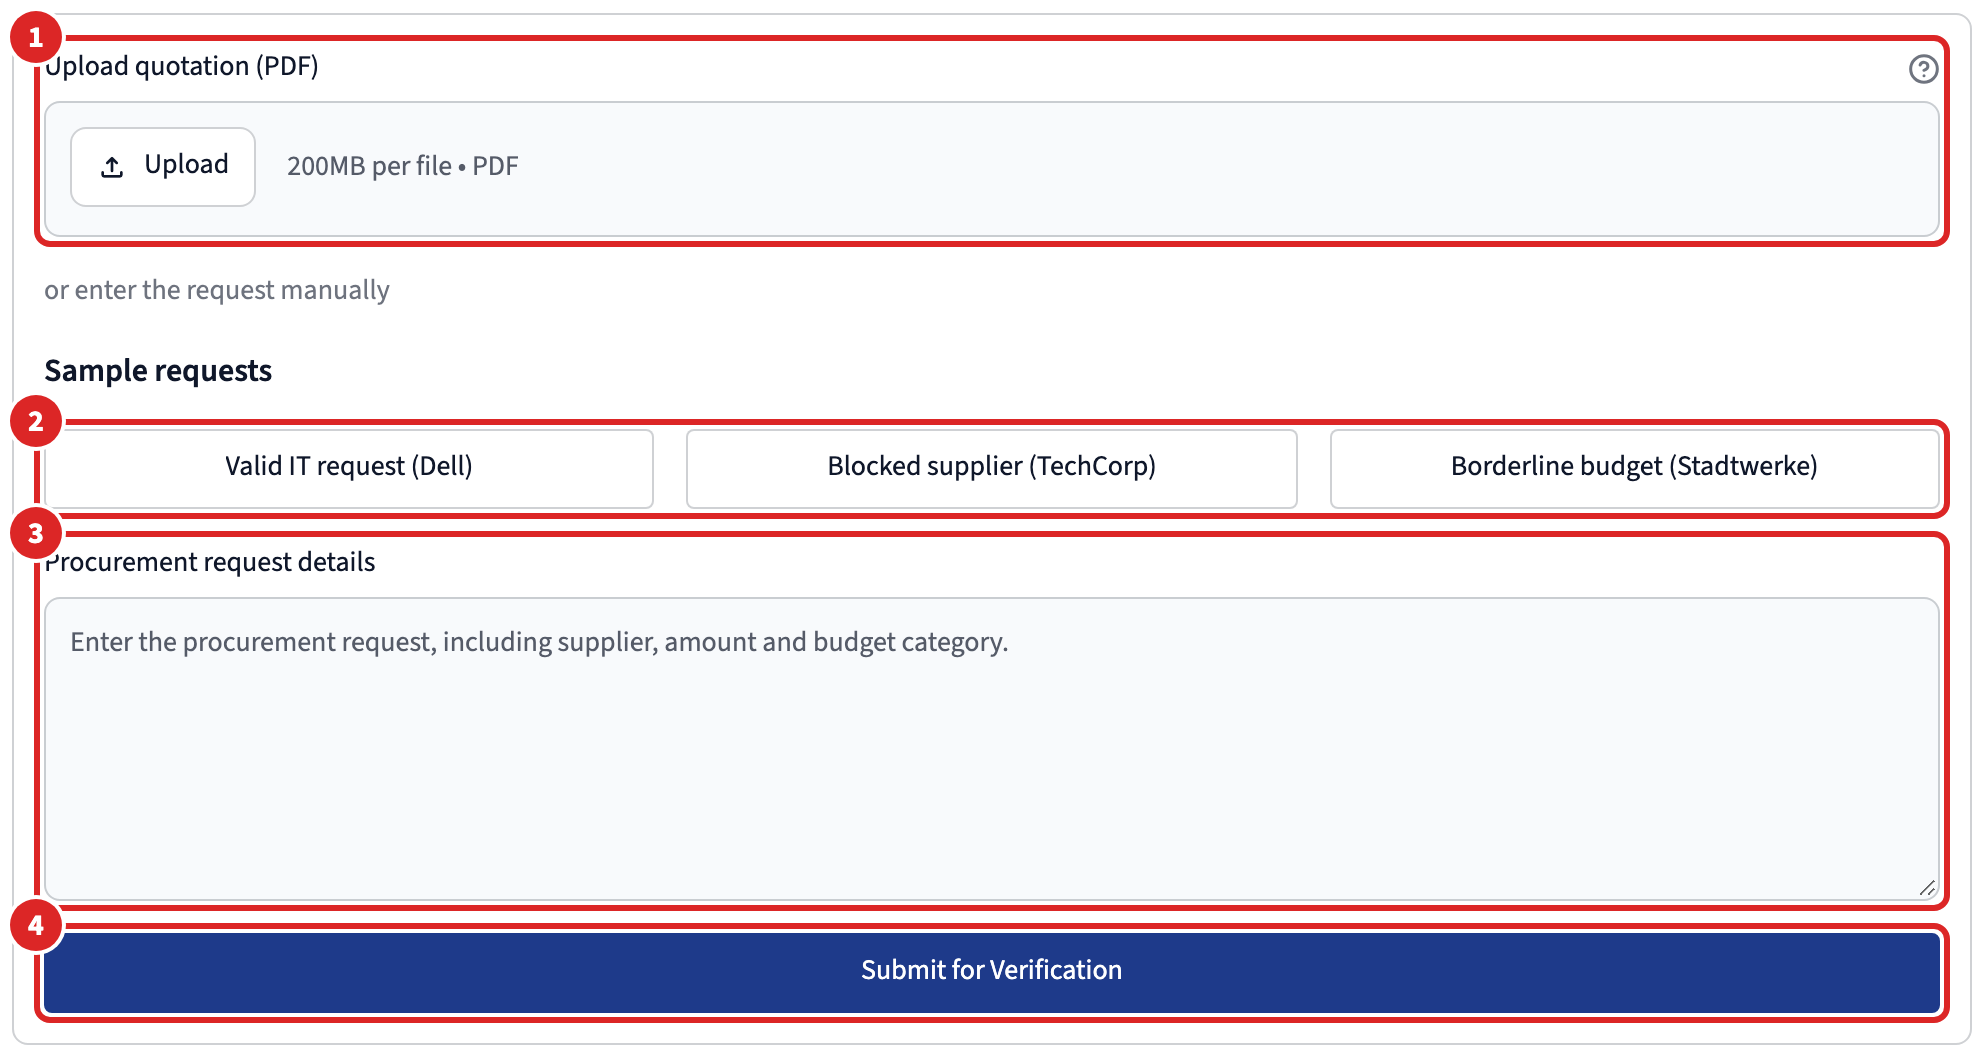 1
Upload quotation (PDF)
Upload
200MB per file • PDF
or enter the request manually
Sample requests
2
Valid IT request (Dell)
Blocked supplier (TechCorp)
Borderline budget (Stadtwerke)
3
Procurement request details
Enter the procurement request, including supplier, amount and budget category.
4
Submit for Verification